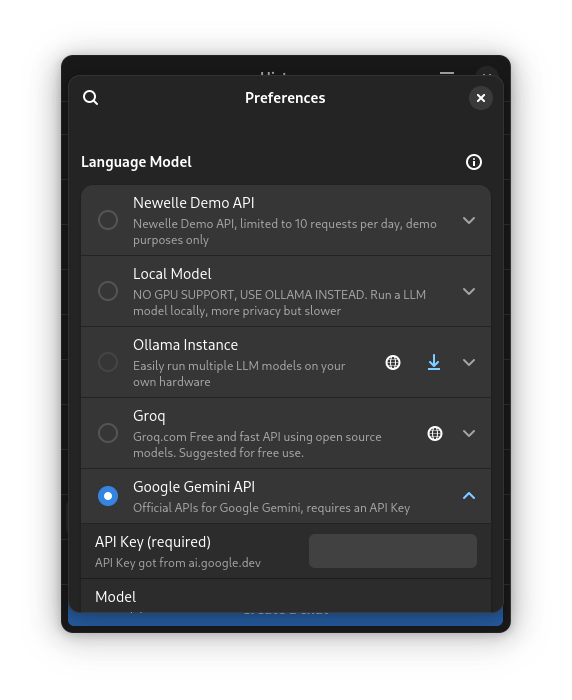 Preferences
Language Model
Newelle Demo API
Newelle Demo API, limited to 10 requests per day, demo
purposes only
Local Model
NO GPU SUPPORT, USE OLLAMA INSTEAD. Run a LLM
model locally, more privacy but slower
Ollama Instance
Easily run multiple LLM models on your
own hardware
Groq
Groq.com Free and fast API using open source
models. Suggested for free use.
Google Gemini API
Official APIs for Google Gemini, requires an API Key
API Key (required)
API Key got from ai.google.dev
Model